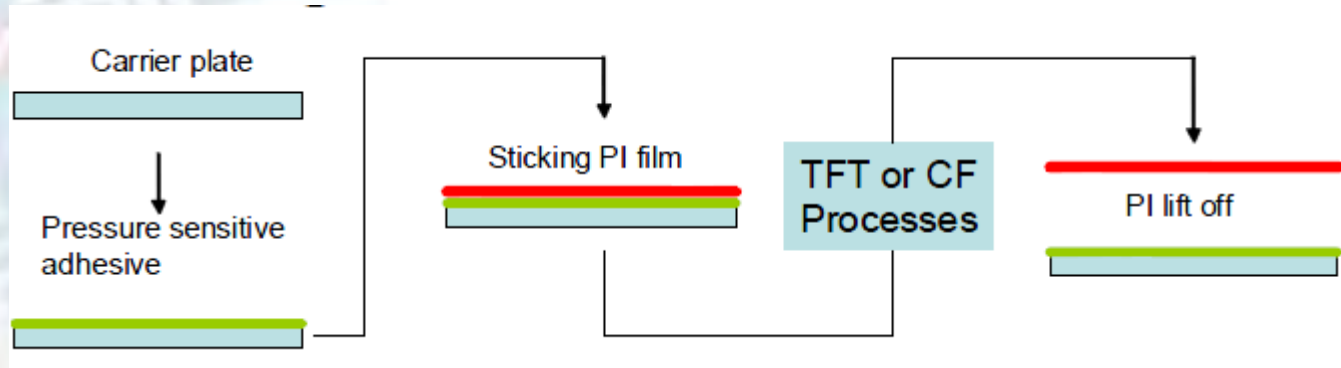 Carrier plate
Pressure sensitive
adhesive
Sticking PI film
TFT or CF
Processes
PI lift off